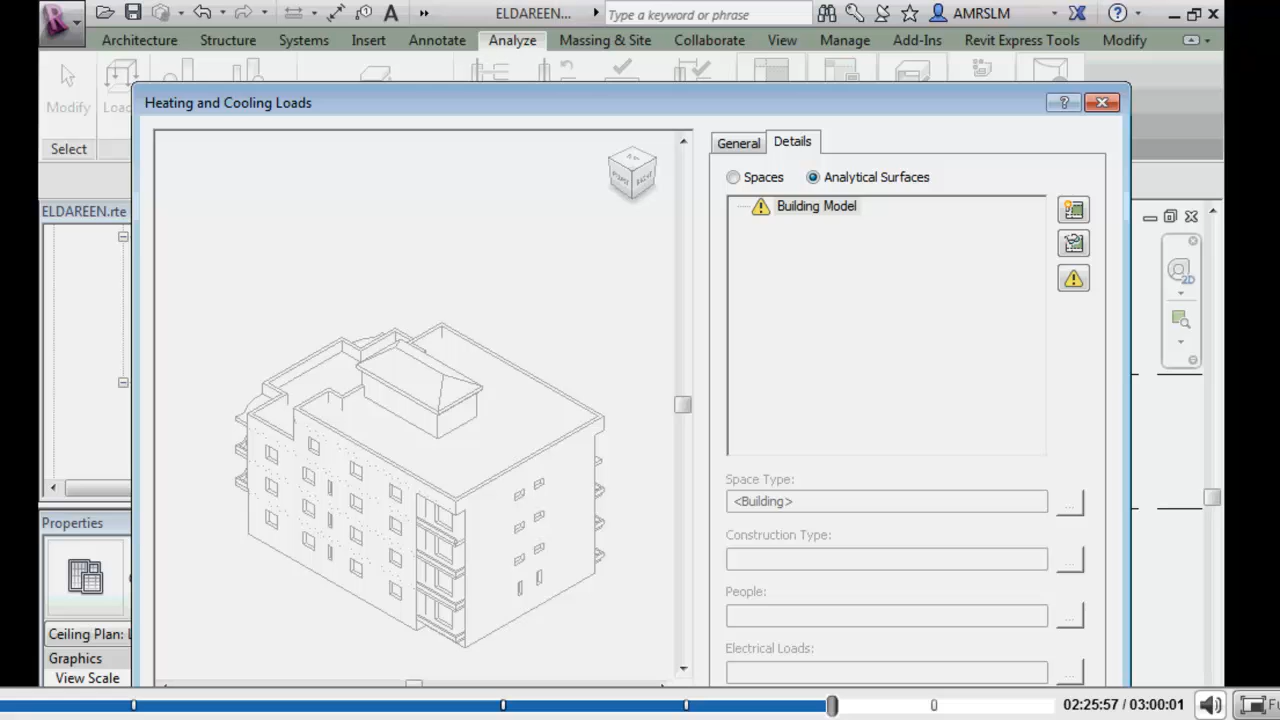 ELDAREEN...
Type a keyword or phrase
AMRSLM
Architecture Structure Systems Insert Annotate Analyze Massing & Site Collaborate View Manage Add-Ins Revit Express Tools Modify
Modify
Select
Heating and Cooling Loads
General Details
Spaces Analytical Surfaces
ELDAREEN.rte
Building Model
2D
Space Type:
<Building>
Construction Type:
People:
Electrical Loads:
Properties
Ceiling Plan:
Graphics
View Scale
02:25:57 / 03:00:01